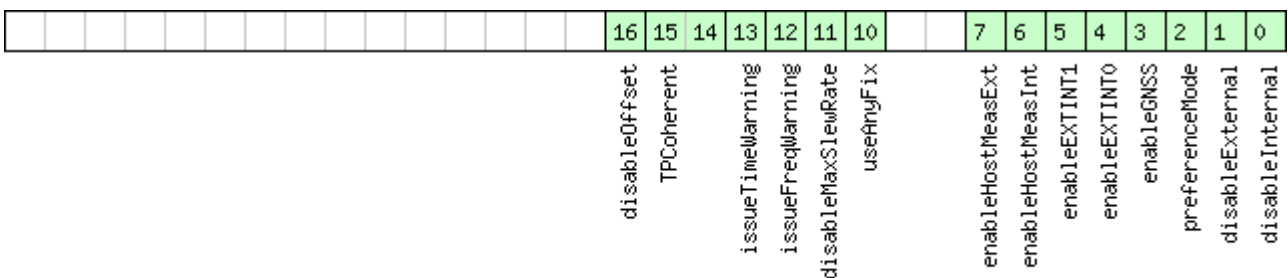 16 15 14 13 12 11 10 7 6 5 4 3 2 1 0
disableOffset
TPCoherent
issueTimeWarning
issueFreqWarning
disableMaxSlewRate
useAnyFix
enableHostMeasExt
enableHostMeasInt
enableEXTINT1
enableEXTINT0
enableGNSS
preferenceMode
disableExternal
disableInternal